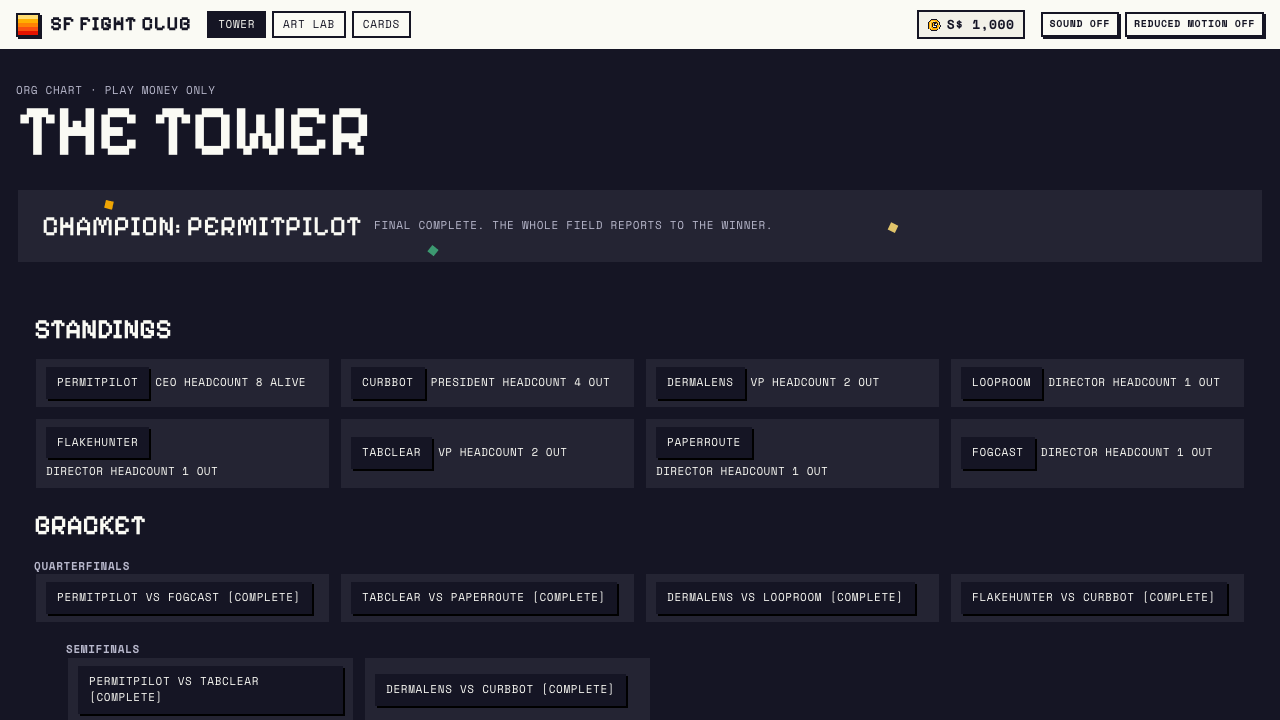 SF FIGHT CLUB
TOWER
ART LAB
CARDS
S$ 1,000
SOUND OFF
REDUCED MOTION OFF
ORG CHART · PLAY MONEY ONLY
THE TOWER
CHAMPION: PERMITPILOT
FINAL COMPLETE. THE WHOLE FIELD REPORTS TO THE WINNER.
STANDINGS
PERMITPILOT CEO HEADCOUNT 8 ALIVE
CURBBOT PRESIDENT HEADCOUNT 4 OUT
DERMALENS VP HEADCOUNT 2 OUT
LOOPROOM DIRECTOR HEADCOUNT 1 OUT
FLAKEHUNTER
DIRECTOR HEADCOUNT 1 OUT
TABCLEAR VP HEADCOUNT 2 OUT
PAPERROUTE
DIRECTOR HEADCOUNT 1 OUT
FOGCAST DIRECTOR HEADCOUNT 1 OUT
BRACKET
QUARTERFINALS
PERMITPILOT VS FOGCAST [COMPLETE]
TABCLEAR VS PAPERROUTE [COMPLETE]
DERMALENS VS LOOPROOM [COMPLETE]
FLAKEHUNTER VS CURBBOT [COMPLETE]
SEMIFINALS
PERMITPILOT VS TABCLEAR
[COMPLETE]
DERMALENS VS CURBBOT [COMPLETE]